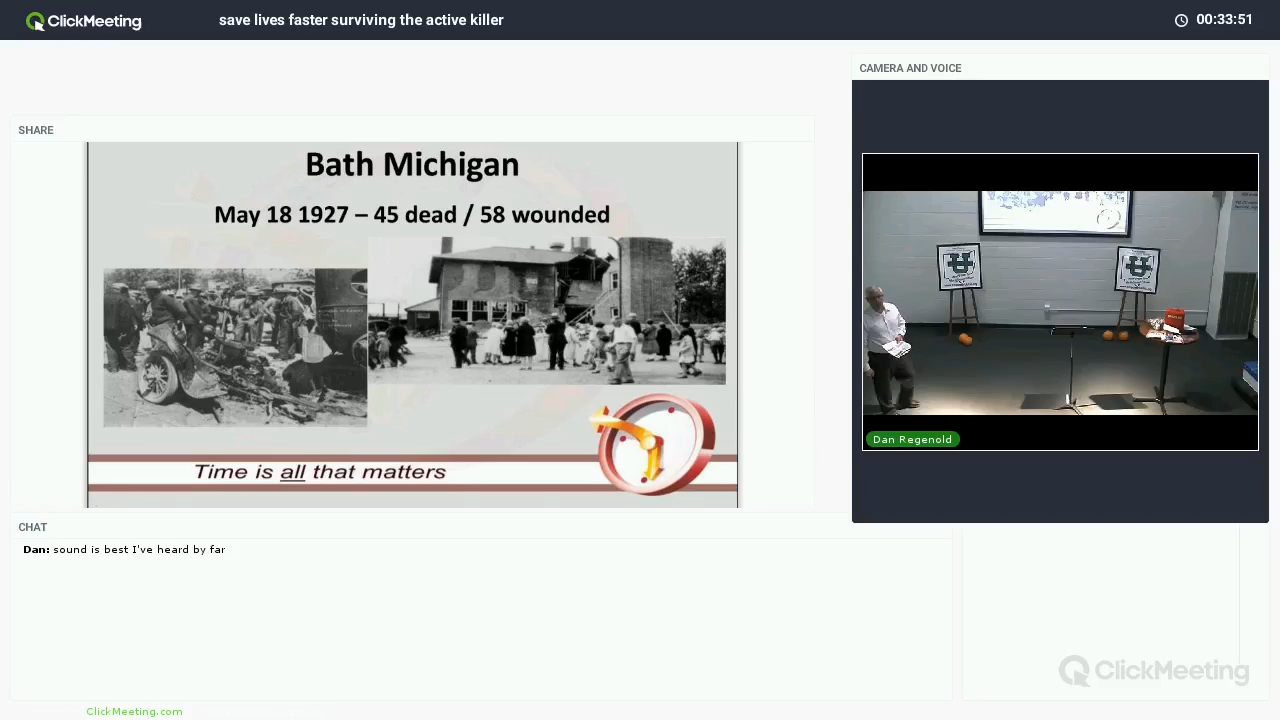 ClickMeeting
save lives faster surviving the active killer
00:33:51
CAMERA AND VOICE
SHARE
Bath Michigan
May 18 1927 – 45 dead / 58 wounded
Time is all that matters
Dan Regenold
CHAT
Dan: sound is best I've heard by far
ClickMeeting
ClickMeeting.com